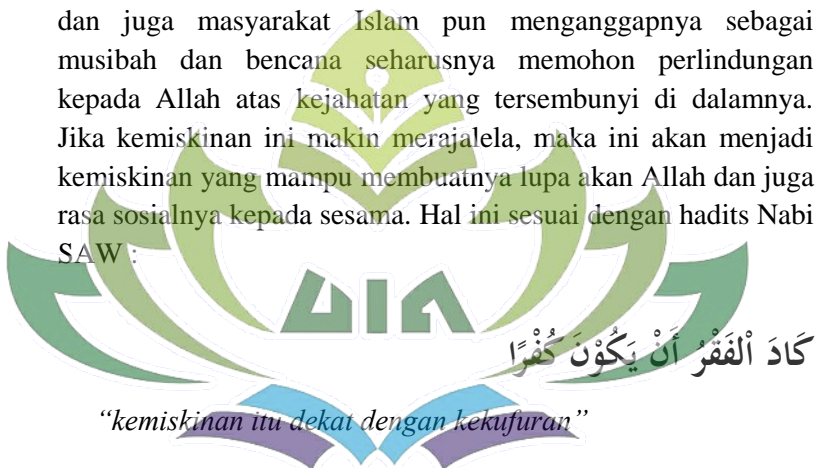 dan juga masyarakat Islam pun menganggapnya sebagai
musibah dan bencana seharusnya memohon perlindungan
kepada Allah atas kejahatan yang tersembunyi di dalamnya.
Jika kemiskinan ini makin merajalela, maka ini akan menjadi
kemiskinan yang mampu membuatnya lupa akan Allah dan juga
rasa sosialnya kepada sesama. Hal ini sesuai dengan hadits Nabi
SAW :
UIN
كَادَ اْلفَقْرُ أَنْ يَكُوْنَ كُفْرًا
“kemiskinan itu dekat dengan kekufuran”